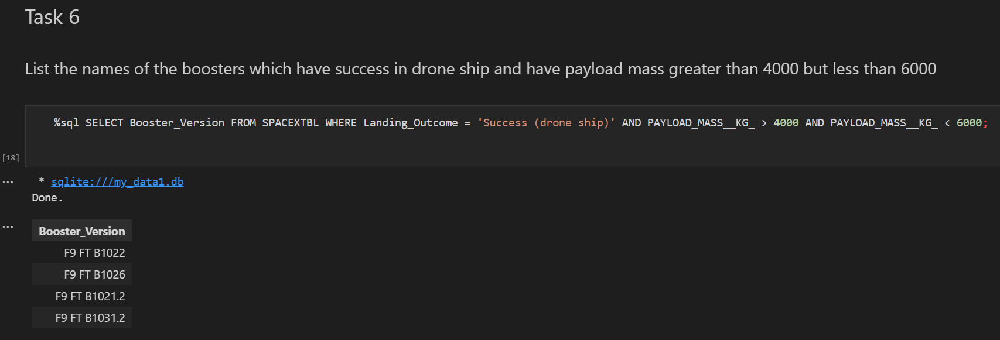 Task 6
List the names of the boosters which have success in drone ship and have payload mass greater than 4000 but less than 6000
%sql SELECT Booster_Version FROM SPACEXTBL WHERE Landing_Outcome = 'Success (drone ship)' AND PAYLOAD_MASS__KG_ > 4000 AND PAYLOAD_MASS__KG_ < 6000;
[18]
... * sqlite:///my_data1.db
Done.
... Booster_Version
F9 FT B1022
F9 FT B1026
F9 FT B1021.2
F9 FT B1031.2